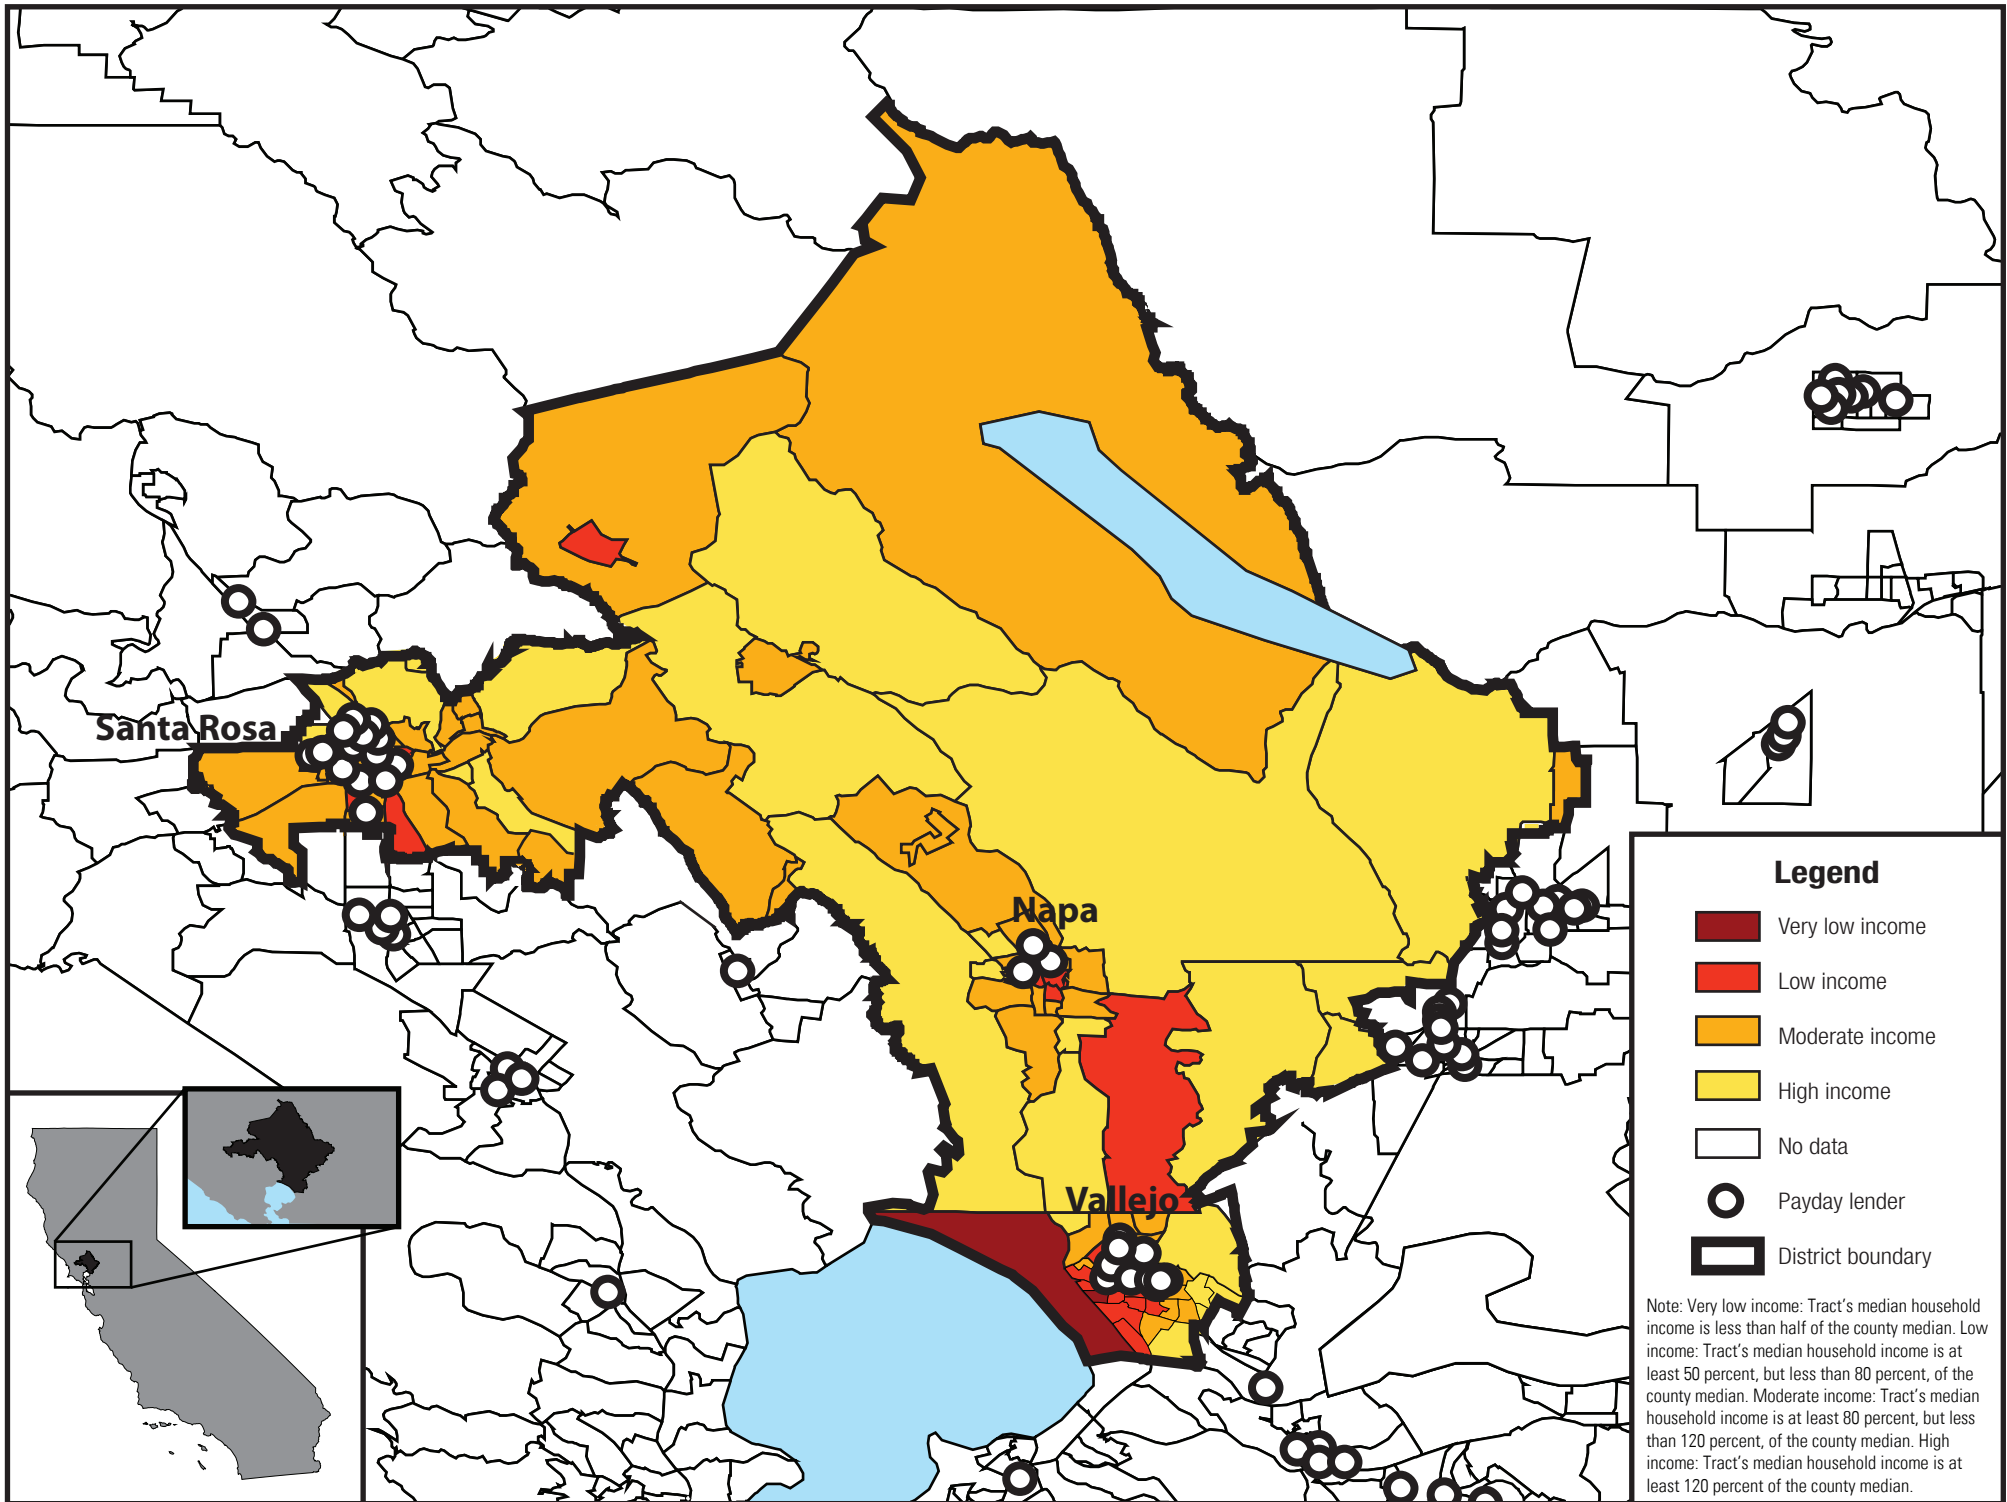 Santa Rosa
Napa
Vallejo
Legend
Very low income
Low income
Moderate income
High income
No data
Payday lender
District boundary
Note: Very low income: Tract's median household
income is less than half of the county median. Low
income: Tract's median household income is at
least 50 percent, but less than 80 percent, of the
county median. Moderate income: Tract's median
household income is at least 80 percent, but less
than 120 percent, of the county median. High
income: Tract's median household income is at
least 120 percent of the county median.